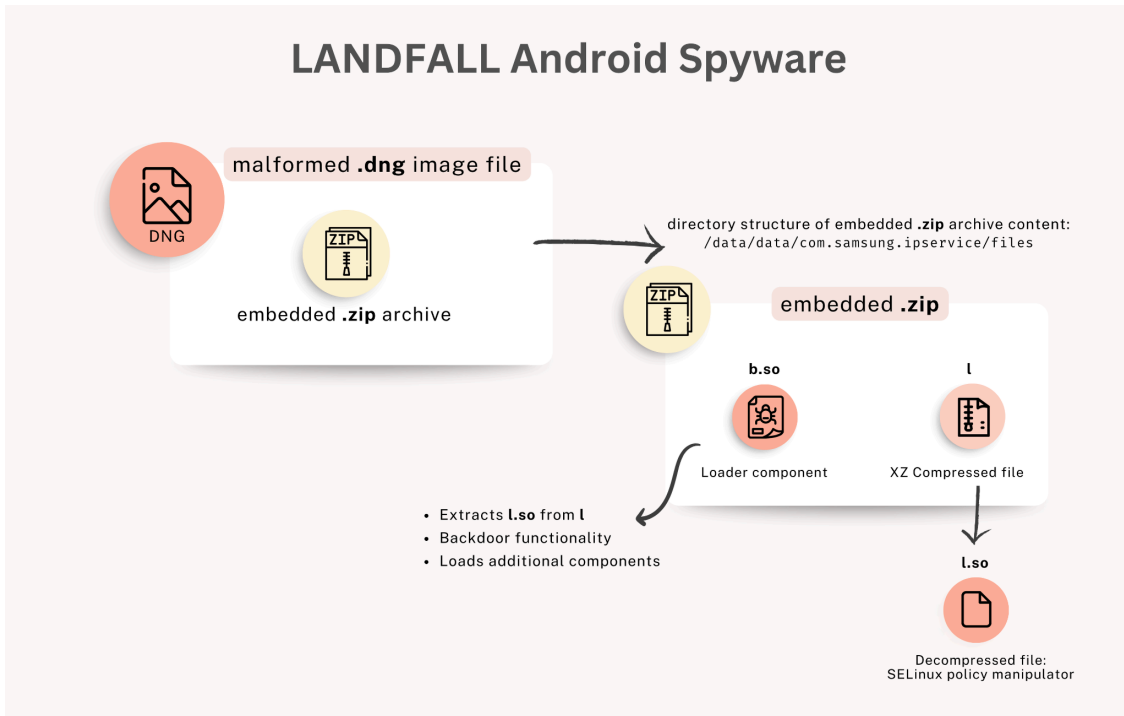 LANDFALL Android Spyware
malformed .dng image file
DNG
ZIP
embedded .zip archive
directory structure of embedded .zip archive content:
/data/data/com.samsung.ipservice/files
ZIP
embedded .zip
b.so
l
Loader component
XZ Compressed file
• Extracts l.so from l
• Backdoor functionality
• Loads additional components
l.so
Decompressed file:
SELinux policy manipulator